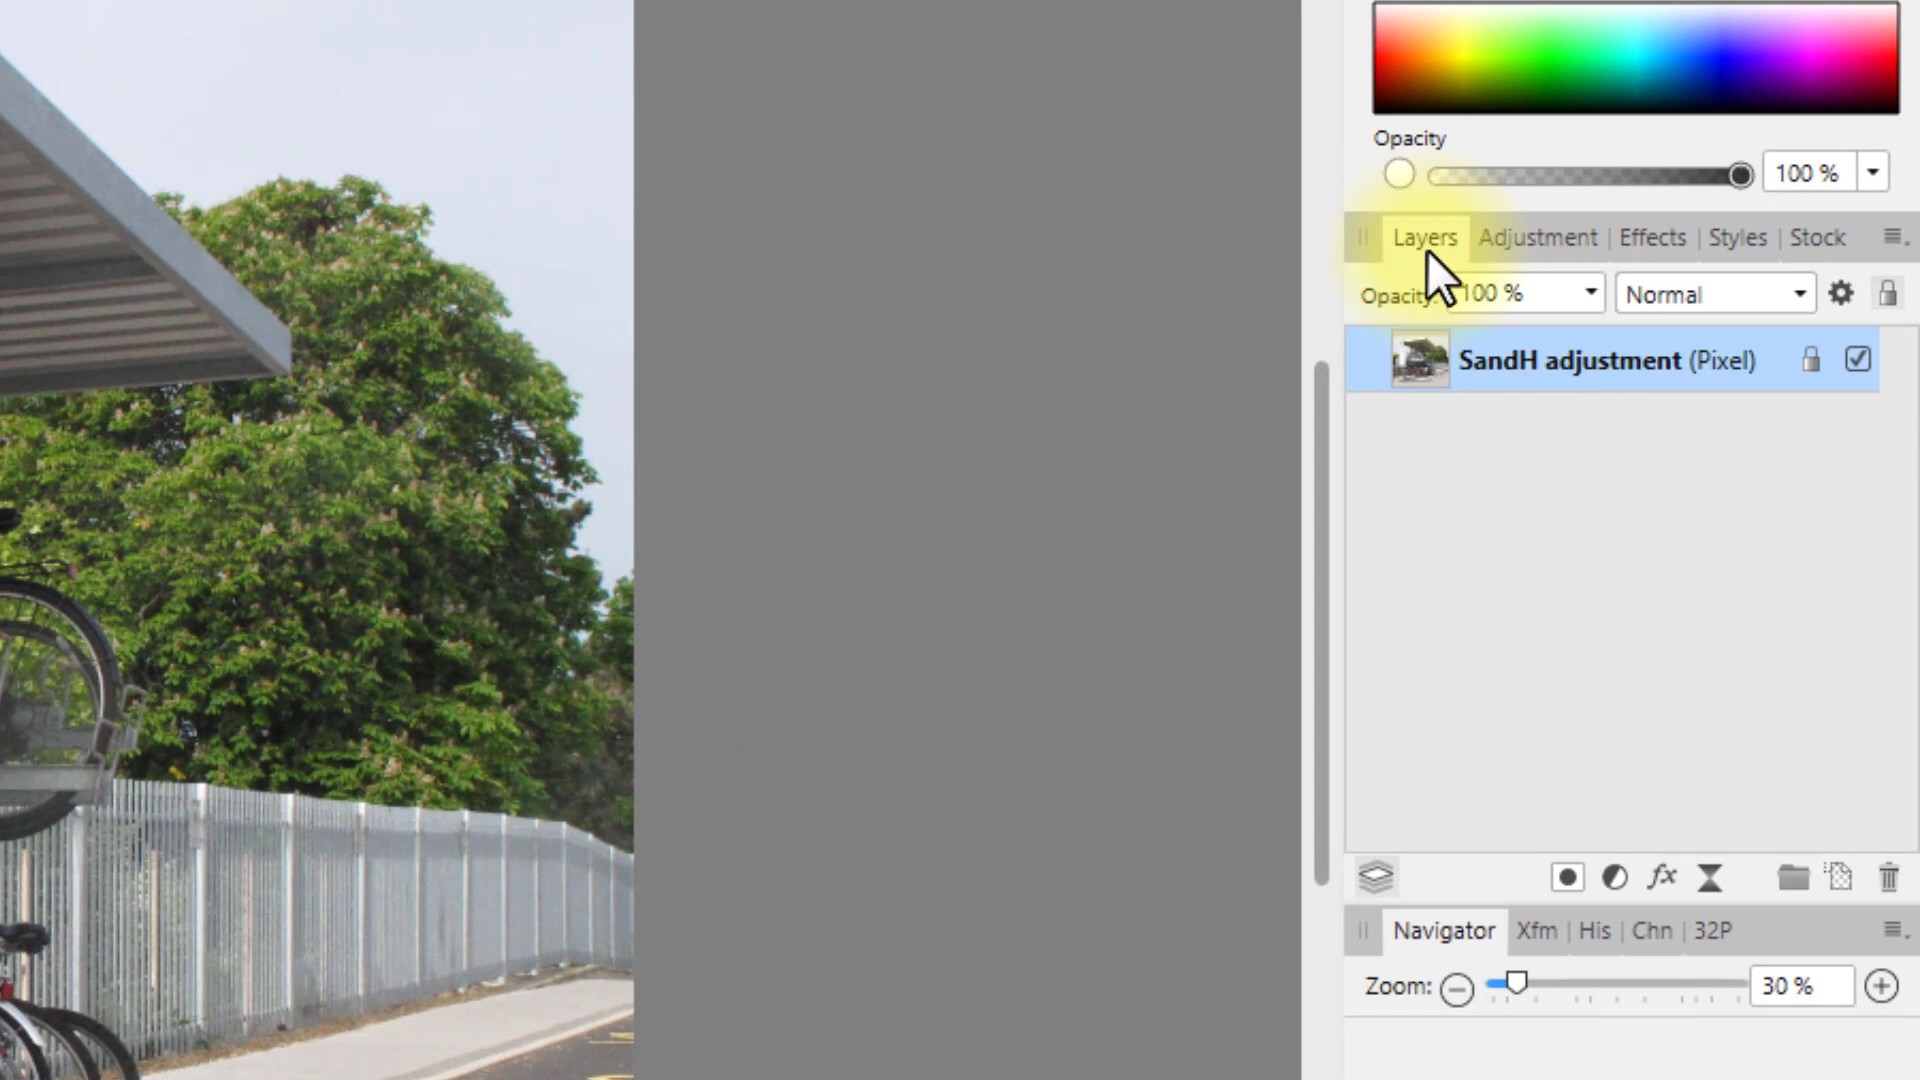 Opacity
100 %
Layers Adjustment Effects Styles Stock
Opacity: 100 % Normal
SandH adjustment (Pixel)
fx
Navigator Xfm His Chn 32P
Zoom: 30 %